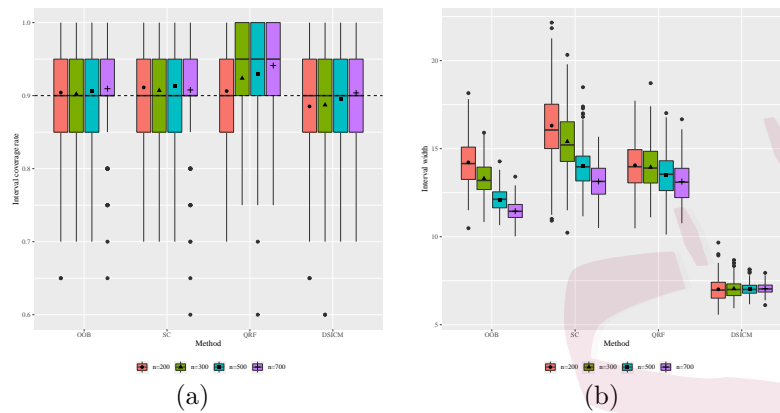 1.0
0.9
0.8
0.7
0.6
Interval coverage rate
OOB SC QRF DSICM
Method
n=200 n=300 n=500 n=700
(a)
20
15
10
5
Interval width
OOB SC QRF DSICM
Method
n=200 n=300 n=500 n=700
(b)